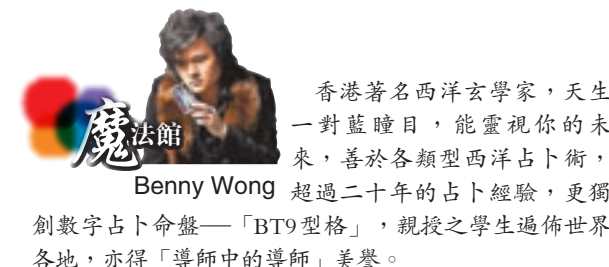 魔法館
Benny Wong
香港著名西洋玄學家，天生
一對藍瞳目，能靈視你的未
來，善於各類型西洋占卜術，
超過二十年的占卜經驗，更獨
創數字占卜命盤—「BT9型格」，親授之學生遍佈世界
各地，亦得「導師中的導師」美譽。